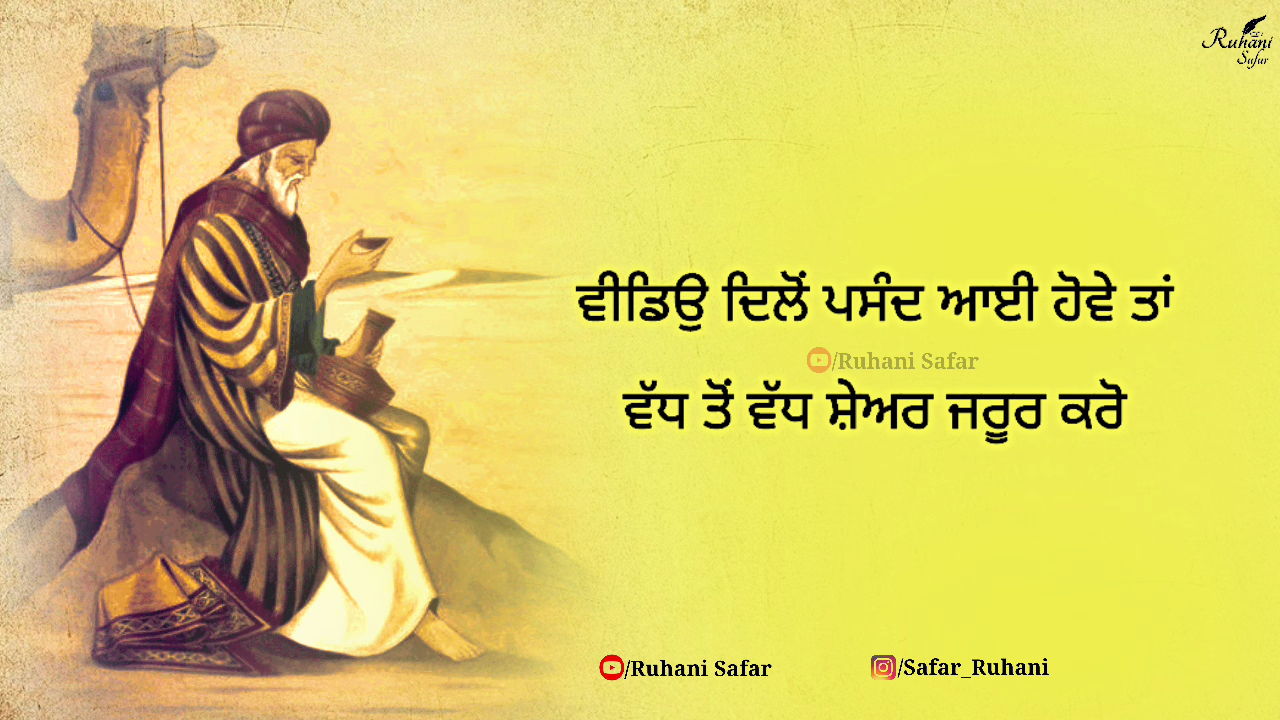 Ruhani
Safar
ਵੀਡਿਉ ਦਿਲੋਂ ਪਸੰਦ ਆਈ ਹੋਵੇ ਤਾਂ
/Ruhani Safar
ਵੱਧ ਤੋਂ ਵੱਧ ਸ਼ੇਅਰ ਜਰੂਰ ਕਰੋ
/Ruhani Safar
/Safar_Ruhani